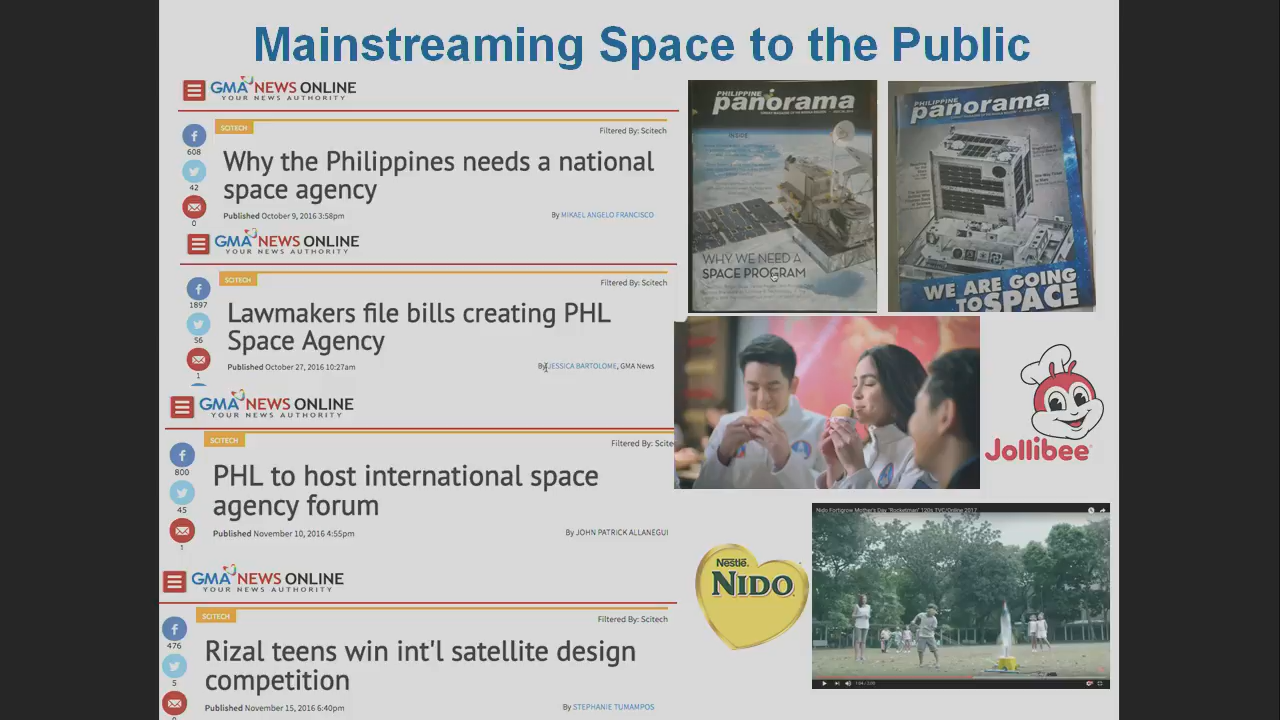 Mainstreaming Space to the Public
GMA NEWS ONLINE
YOUR NEWS AUTHORITY
SCITECH
Filtered By: Scitech
608
42
0
Why the Philippines needs a national
space agency
Published October 9, 2016 3:58pm
By MIKAEL ANGELO FRANCISCO
GMA NEWS ONLINE
YOUR NEWS AUTHORITY
SCITECH
Filtered By: Scitech
1897
56
1
Lawmakers file bills creating PHL
Space Agency
Published October 27, 2016 10:27am
By JESSICA BARTOLOME, GMA News
GMA NEWS ONLINE
YOUR NEWS AUTHORITY
SCITECH
Filtered By: Scite
800
45
1
PHL to host international space
agency forum
Published November 10, 2016 4:55pm
By JOHN PATRICK ALLANEGUI
GMA NEWS ONLINE
YOUR NEWS AUTHORITY
SCITECH
Filtered By: Scitech
476
5
Rizal teens win int'l satellite design
competition
Published November 15, 2016 6:40pm
By STEPHANIE TUMAMPOS
PHILIPPINE
panorama
INSIDE
WHY WE NEED A
SPACE PROGRAM
PHILIPPINE
panorama
WE ARE GOING
TO SPACE
Jollibee
Nestlé
NIDO
Nido Fortigrow Mother's Day "Rocketman" 120s TVC/Online 2017